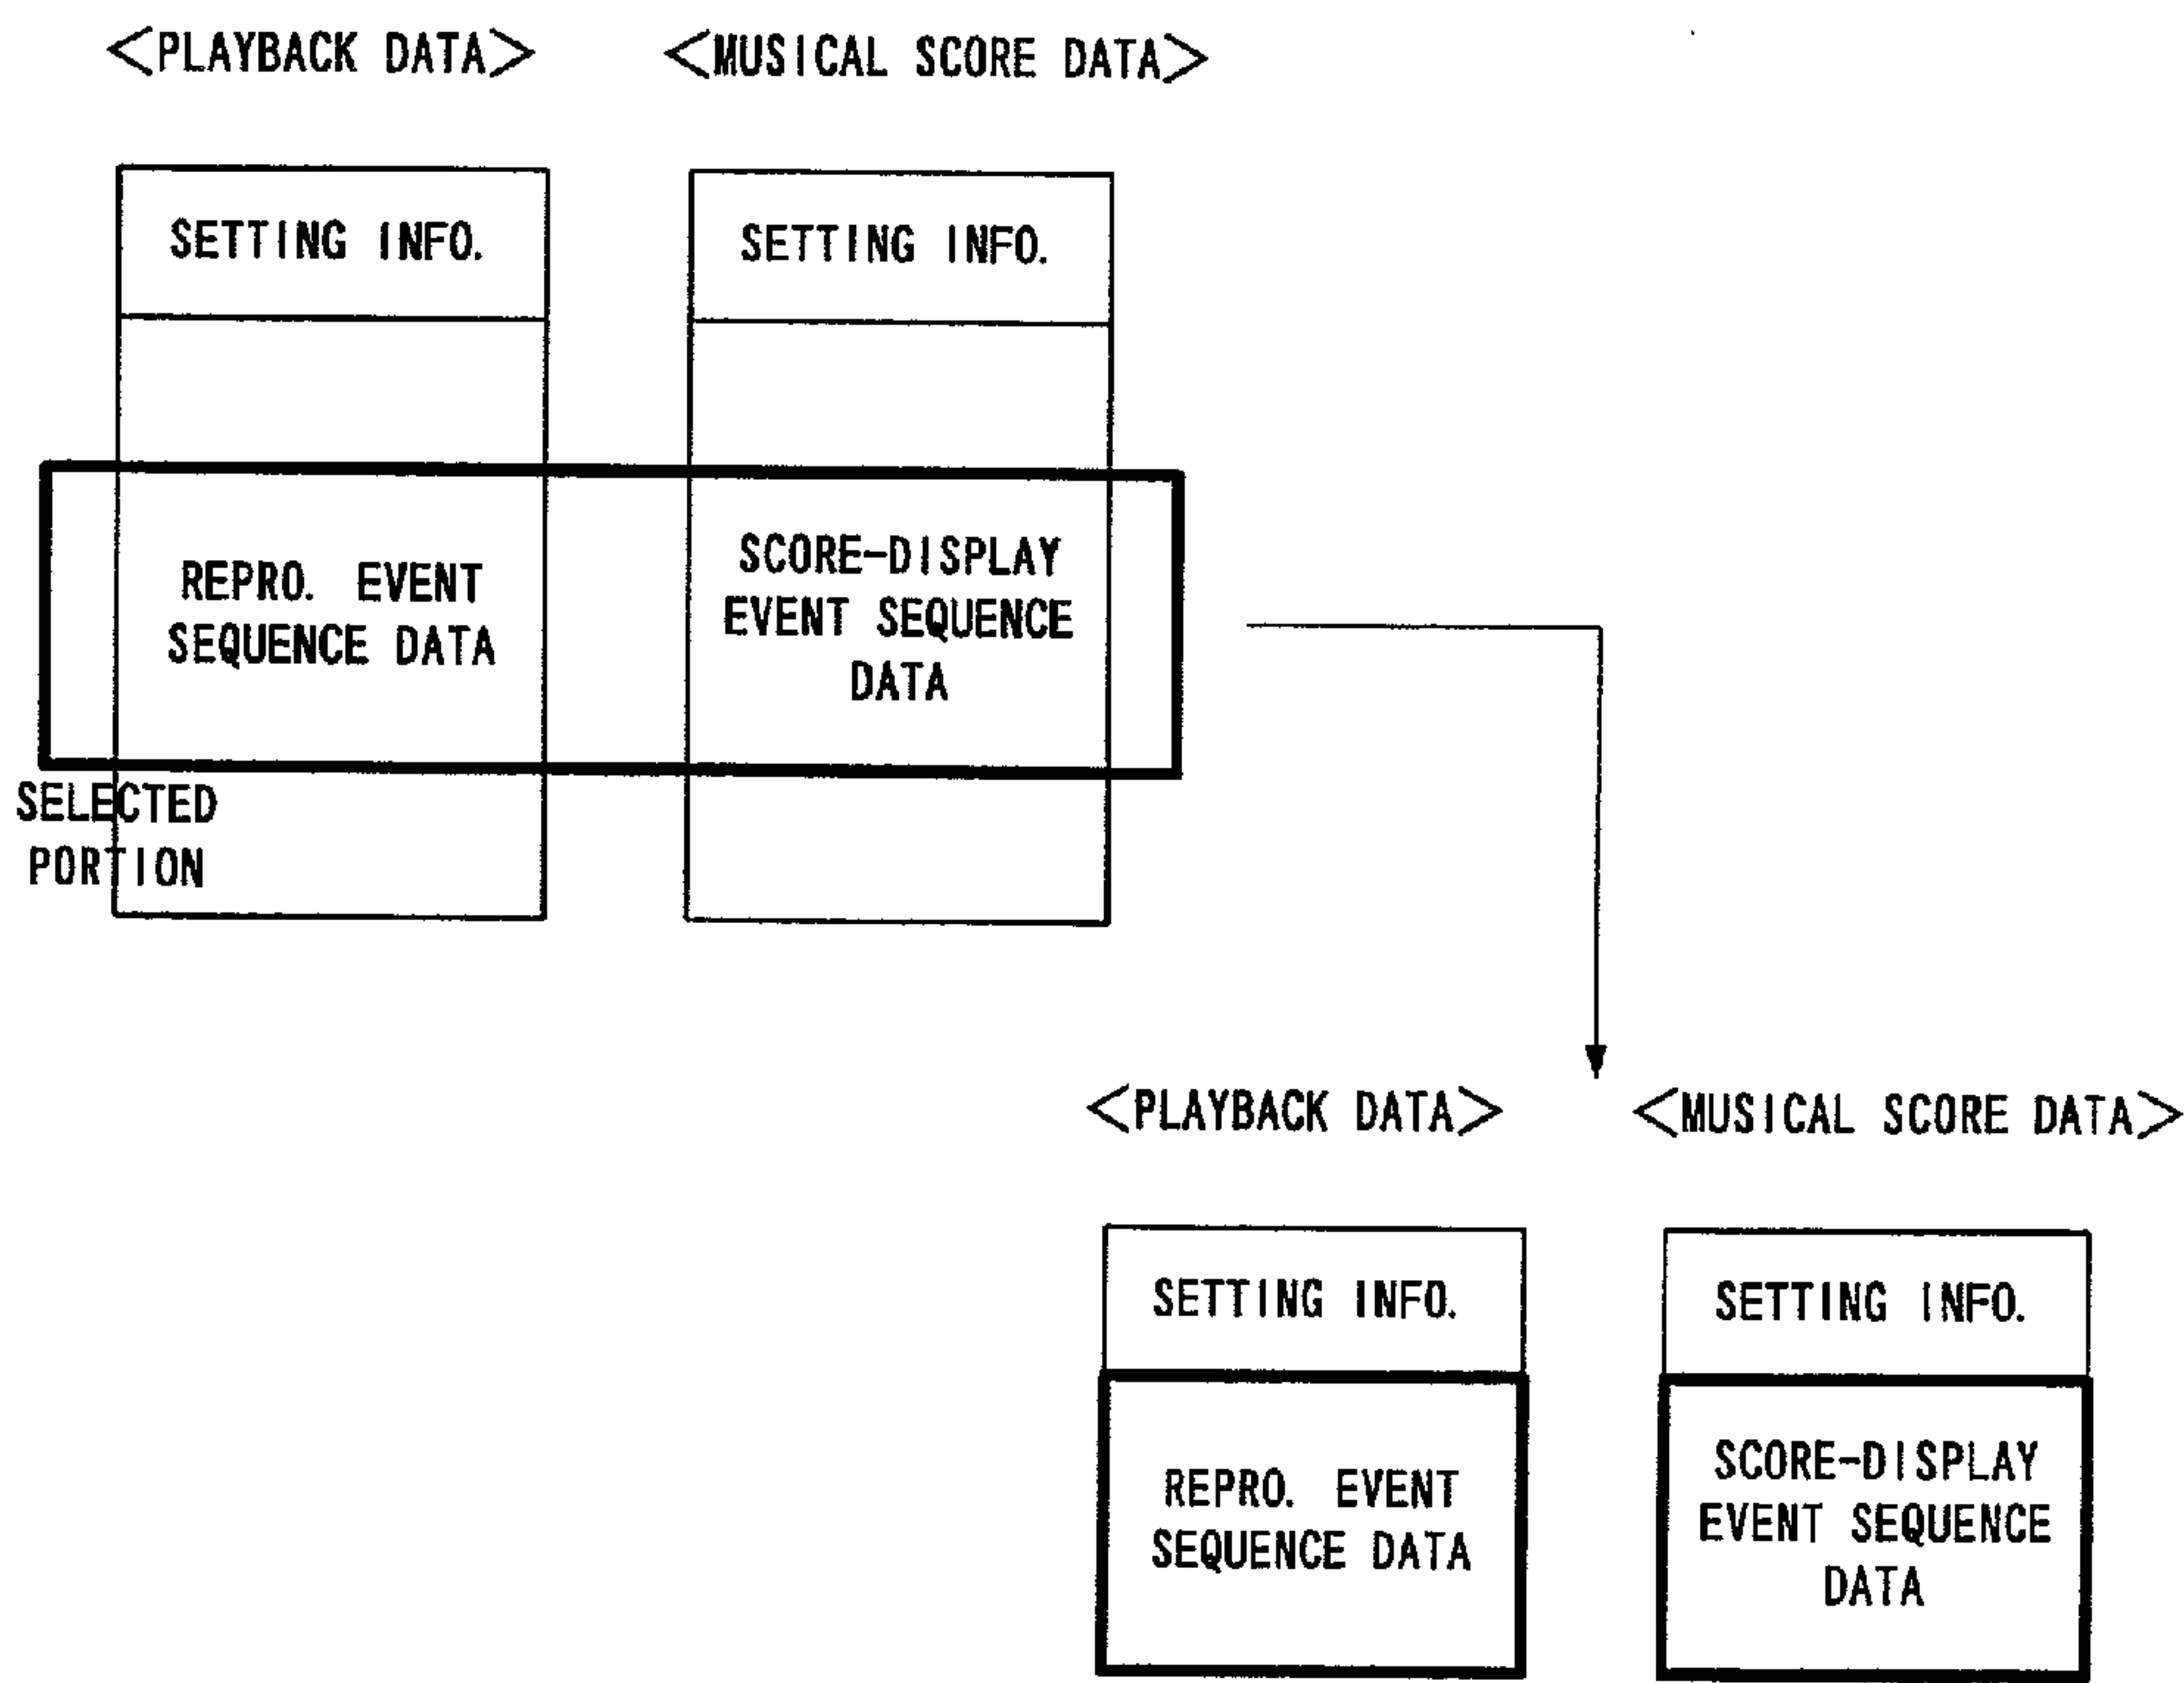 <PLAYBACK DATA>
<MUSICAL SCORE DATA>
SETTING INFO.
SETTING INFO.
REPRO. EVENT
SEQUENCE DATA
SCORE-DISPLAY
EVENT SEQUENCE
DATA
SELECTED
PORTION
<PLAYBACK DATA>
<MUSICAL SCORE DATA>
SETTING INFO.
SETTING INFO.
REPRO. EVENT
SEQUENCE DATA
SCORE-DISPLAY
EVENT SEQUENCE
DATA